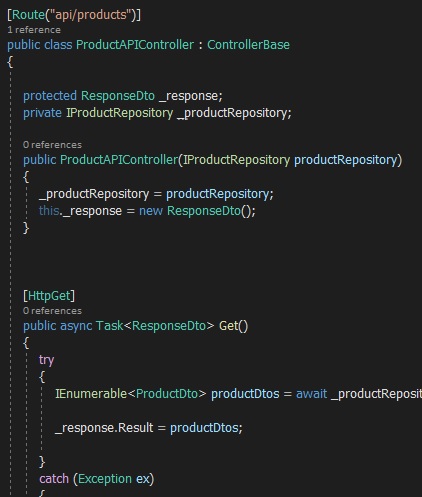 [Route("api/products")]
1 reference
public class ProductAPIController : ControllerBase
{
protected ResponseDto _response;
private IProductRepository _productRepository;
0 references
public ProductAPIController(IProductRepository productRepository)
{
_productRepository = productRepository;
this._response = new ResponseDto();
}
[HttpGet]
0 references
public async Task<ResponseDto> Get()
{
try
{
IEnumerable<ProductDto> productDtos = await _productReposit
_response.Result = productDtos;
}
catch (Exception ex)
{